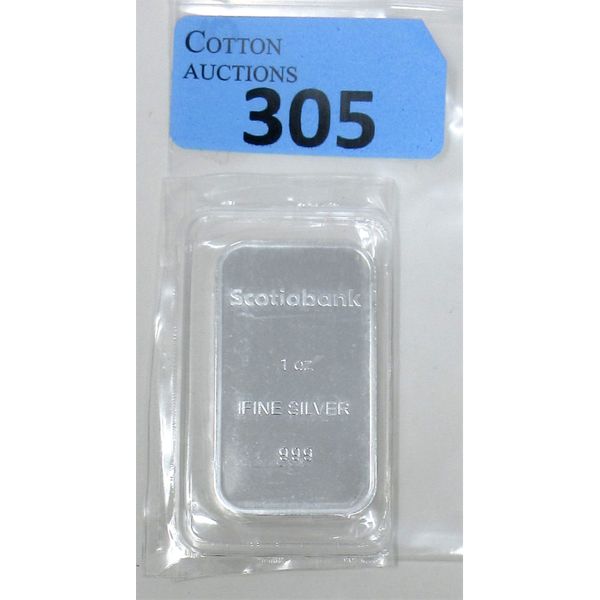 COTTON
AUCTIONS
305
Scotiabank
1 oz
FINE SILVER
999